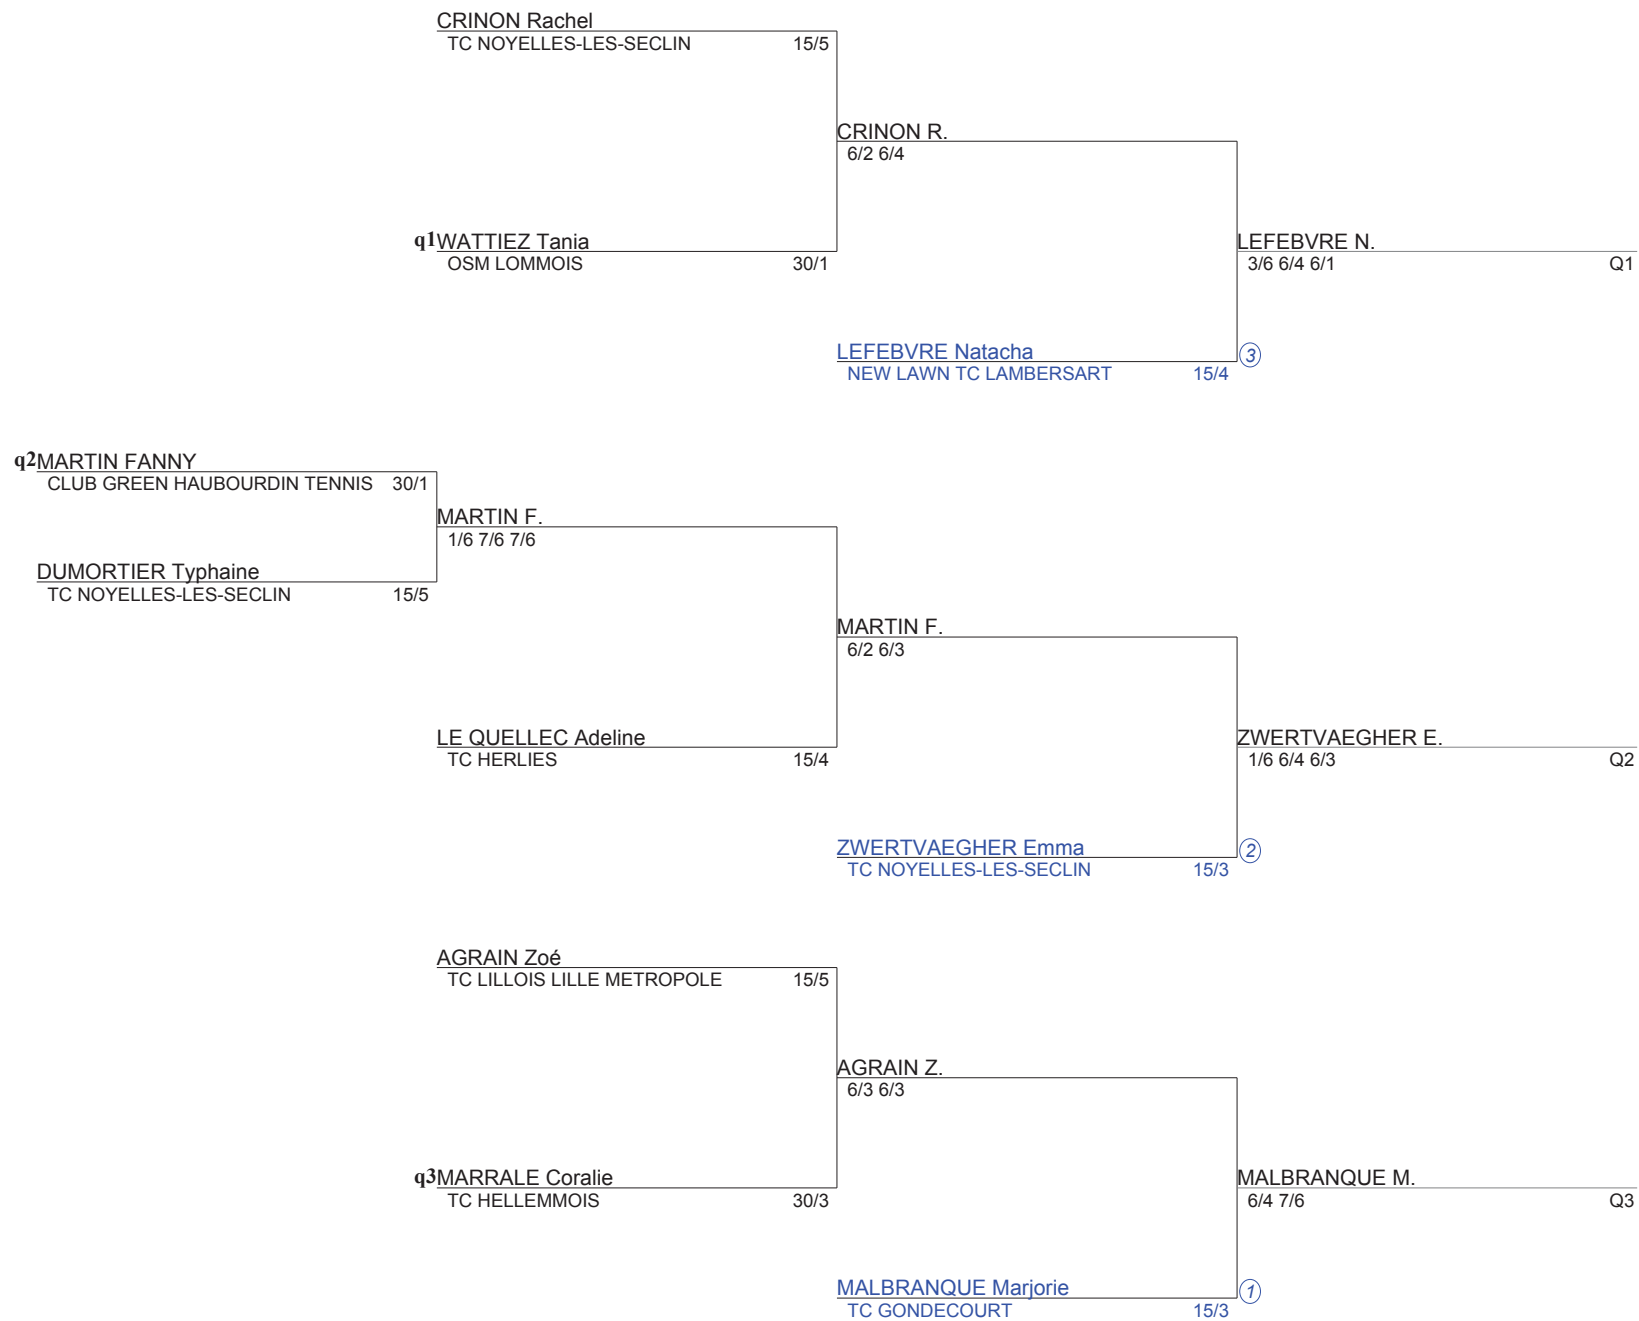 CRINON Rachel
TC NOYELLES-LES-SECLIN 15/5
CRINON R.
6/2 6/4
q1 WATTIEZ Tania
OSM LOMMOIS 30/1
LEFEBVRE N.
3/6 6/4 6/1 Q1
LEFEBVRE Natacha 3
NEW LAWN TC LAMBERSART 15/4
q2 MARTIN FANNY
CLUB GREEN HAUBOURDIN TENNIS 30/1
MARTIN F.
1/6 7/6 7/6
DUMORTIER Typhaine
TC NOYELLES-LES-SECLIN 15/5
MARTIN F.
6/2 6/3
LE QUELLEC Adeline
TC HERLIES 15/4
ZWERTVAEGHER E.
1/6 6/4 6/3 Q2
ZWERTVAEGHER Emma 2
TC NOYELLES-LES-SECLIN 15/3
AGRAIN Zoé
TC LILLOIS LILLE METROPOLE 15/5
AGRAIN Z.
6/3 6/3
q3 MARRALE Coralie
TC HELLEMMOIS 30/3
MALBRANQUE M.
6/4 7/6 Q3
MALBRANQUE Marjorie 1
TC GONDECOURT 15/3